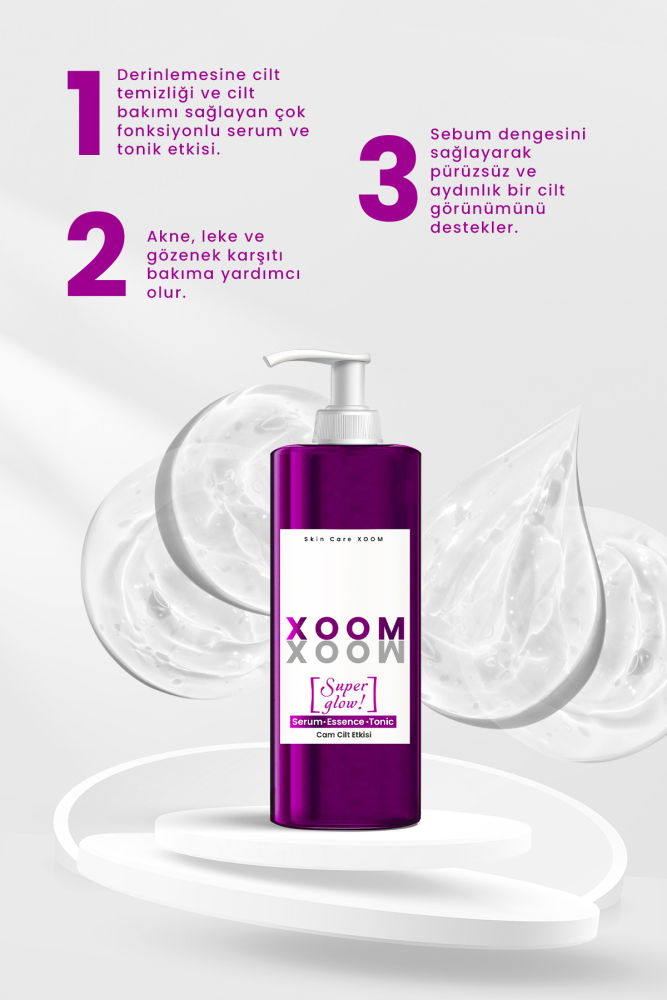 1
Derinlemesine cilt
temizliği ve cilt
bakımı sağlayan çok
fonksiyonlu serum ve
tonik etkisi.
2
Akne, leke ve
gözenek karşıtı
bakıma yardımcı
olur.
3
Sebum dengesini
sağlayarak
pürüzsüz ve
aydınlık bir cilt
görünümünü
destekler.
Skin Care XOOM
XOOM
XOOM
[Super
glow!]
Serum•Essence•Tonic
Cam Cilt Etkisi